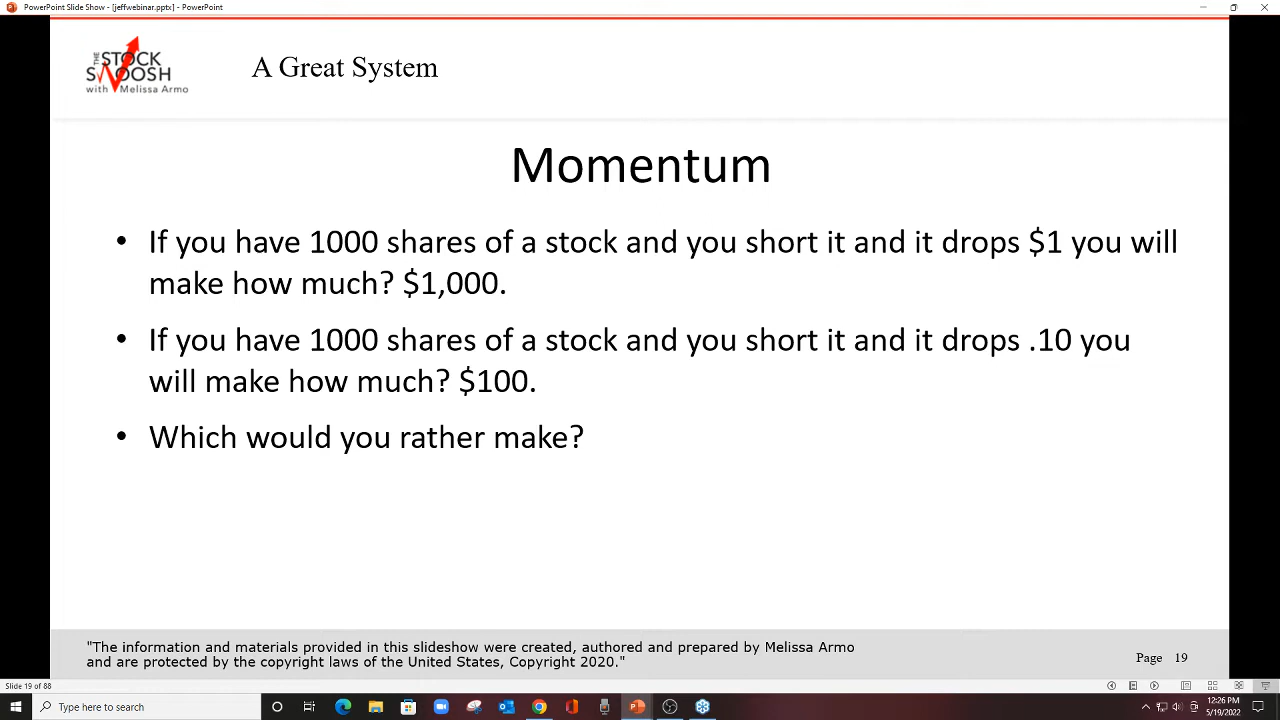 PowerPoint Slide Show - [jeffwebinar.pptx] - PowerPoint
THE STOCK
SWOOSH
with Melissa Armo
A Great System
Momentum
• If you have 1000 shares of a stock and you short it and it drops $1 you will
make how much? $1,000.
• If you have 1000 shares of a stock and you short it and it drops .10 you
will make how much? $100.
• Which would you rather make?
"The information and materials provided in this slideshow were created, authored and prepared by Melissa Armo
and are protected by the copyright laws of the United States, Copyright 2020."
Page 19
Slide 19 of 88
Type here to search
12:26 PM
5/19/2022